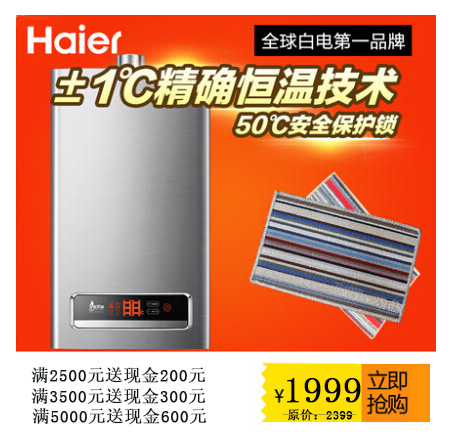 Haier
全球白电第一品牌
±1℃精确恒温技术
50℃安全保护锁
满2500元送现金200元
满3500元送现金300元
满5000元送现金600元
¥1999
原价：2399
立即
抢购